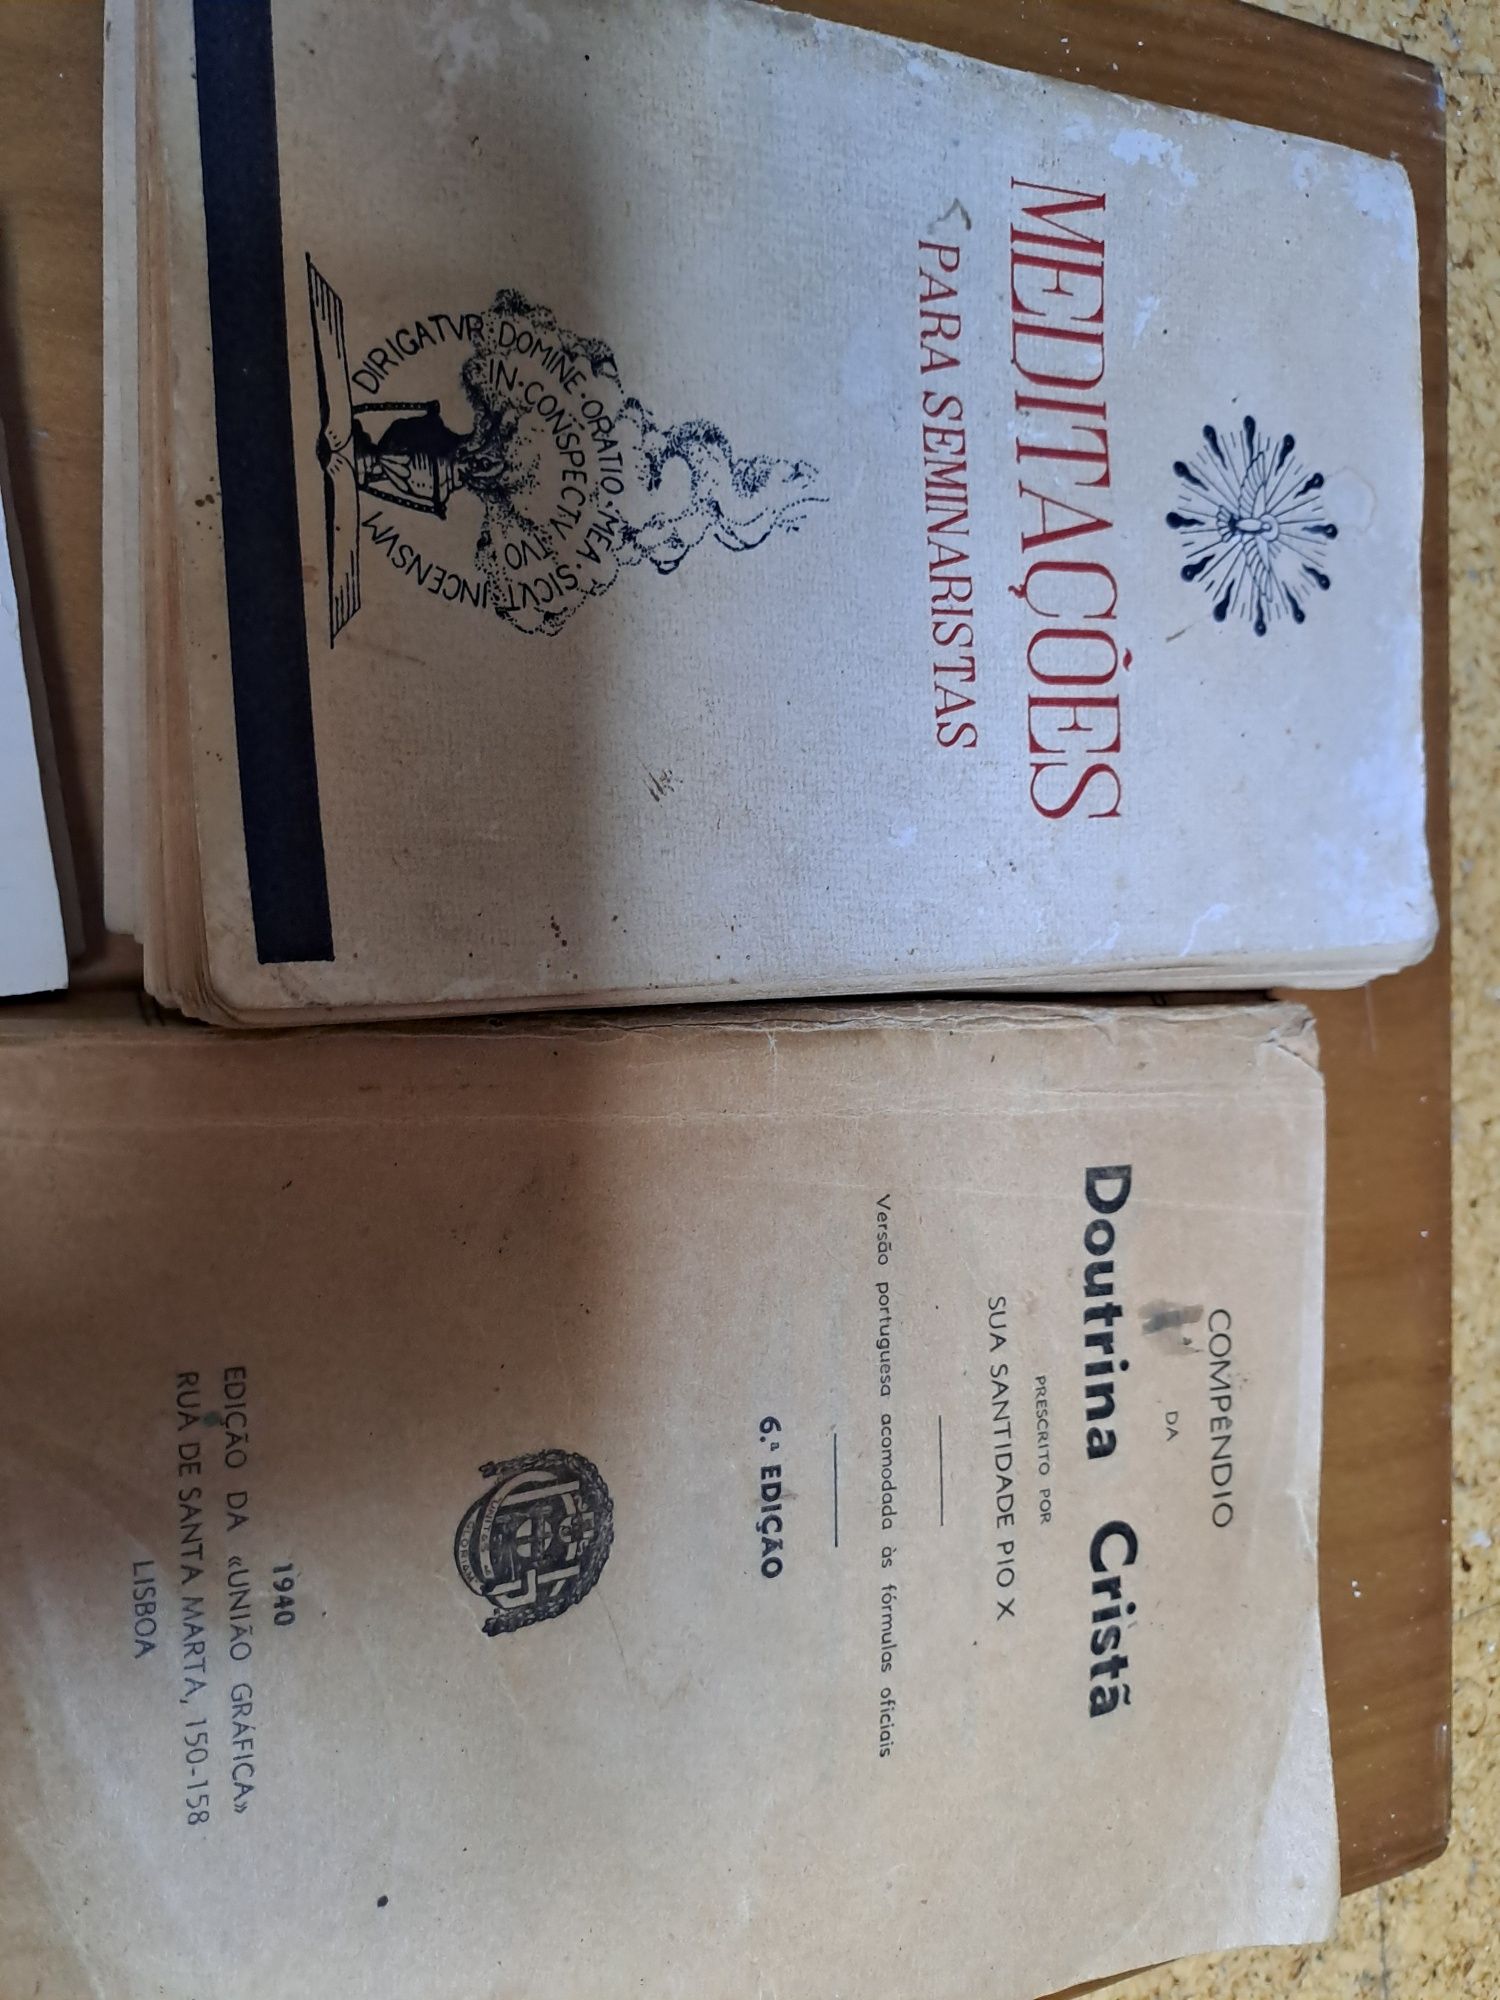 MEDITAÇÕES
PARA SEMINARISTAS
DIRIGATVR·DOMINE·ORATIO·MEA·SICVT·INCENSVM
IN·CONSPECTV
TVO
COMPÊNDIO
DA
Doutrina Cristã
PRESCRITO POR
SUA SANTIDADE PIO X
Versão portuguesa acomodada às fórmulas oficiais
6.ª EDIÇÃO
1940
EDIÇÃO DA «UNIÃO GRÁFICA»
RUA DE SANTA MARTA, 150-158
LISBOA